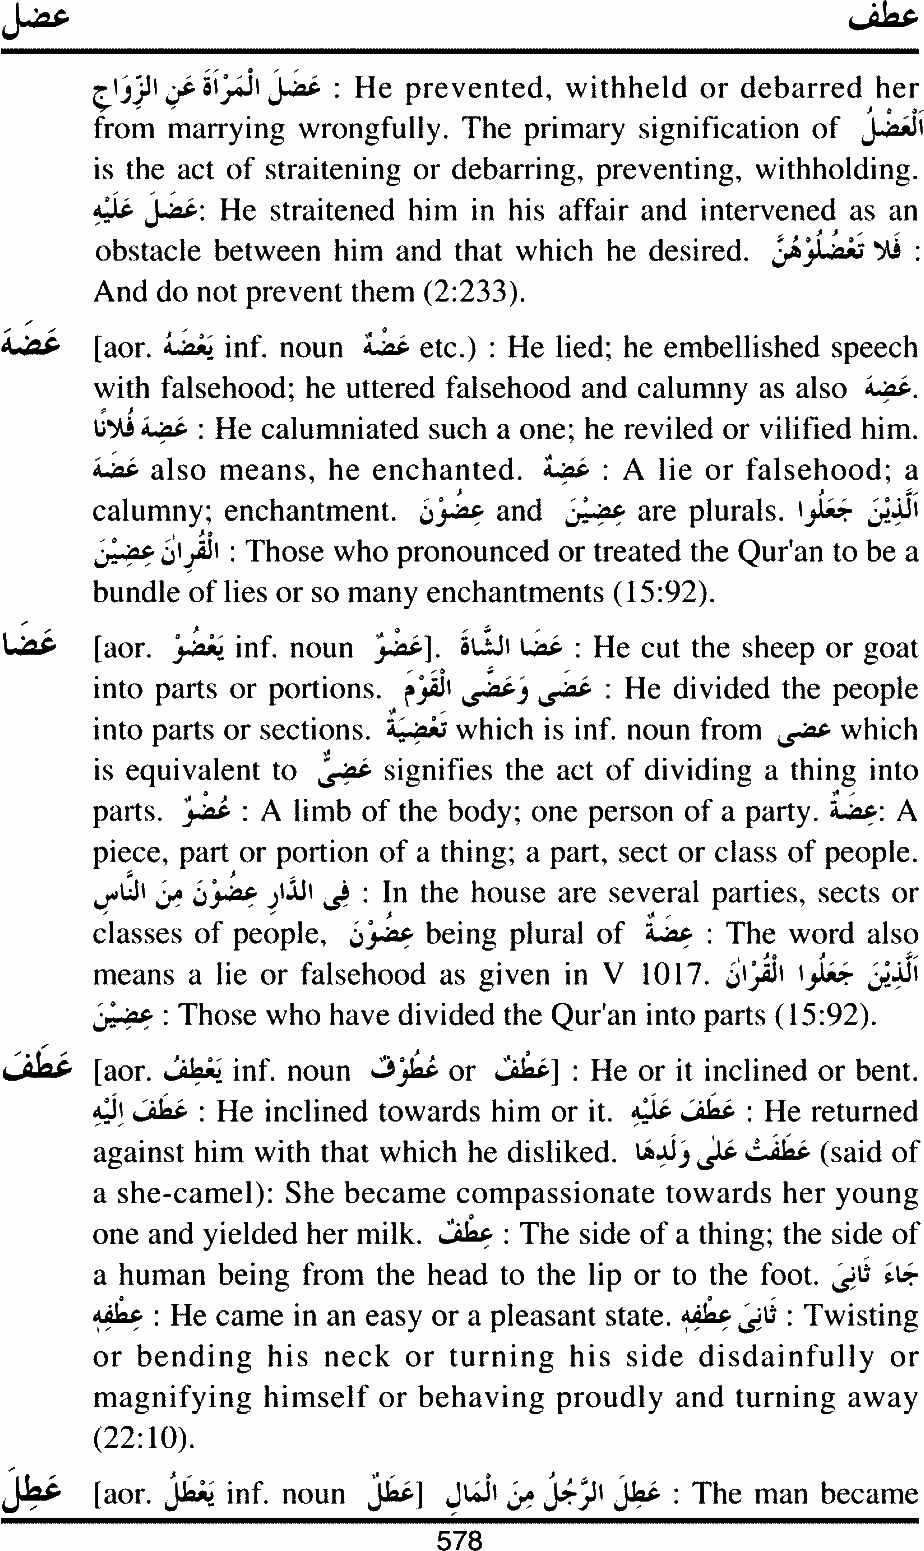 عضل عطف
عَضَلَ الْمَرْاَةَ عَنِ الزِّوَاجِ : He prevented, withheld or debarred her
from marrying wrongfully. The primary signification of اَلْعَضْلُ
is the act of straitening or debarring, preventing, withholding.
عَضَلَ عَلَيْهِ: He straitened him in his affair and intervened as an
obstacle between him and that which he desired. فَلا تَعْضُلُوْهُنَّ :
And do not prevent them (2:233).
عَضَهَ [aor. يَعْضَهُ inf. noun عَضْهٌ etc.) : He lied; he embellished speech
with falsehood; he uttered falsehood and calumny as also عَضِهَ.
عَضِهَ فُلانًا : He calumniated such a one; he reviled or vilified him.
عَضَهَ also means, he enchanted. عِضَةٌ : A lie or falsehood; a
calumny; enchantment. عِضُوْنَ and عِضِيْنَ are plurals. اَلَّذِيْنَ جَعَلُوا
الْقُرانَ عِضِيْنَ : Those who pronounced or treated the Qur'an to be a
bundle of lies or so many enchantments (15:92).
عَضَا [aor. يَعْضُوْ inf. noun عَضْوٌ]. عَضَا الشَّاةَ : He cut the sheep or goat
into parts or portions. عَضَى وَعَضَّى الْقَوْمَ : He divided the people
into parts or sections. تَعْضِيَةٌ which is inf. noun from عضى which
is equivalent to عَضْىٌ signifies the act of dividing a thing into
parts. عُضْوٌ : A limb of the body; one person of a party. عِضَةٌ: A
piece, part or portion of a thing; a part, sect or class of people.
فِى الدَّارِ عِضُوْنَ مِنَ النَّاسِ : In the house are several parties, sects or
classes of people, عِضُوْنَ being plural of عِضَةٌ : The word also
means a lie or falsehood as given in V 1017. اَلَّذِيْنَ جَعَلُوا الْقُرْانَ
عِضِيْنَ : Those who have divided the Qur'an into parts (15:92).
عَطَفَ [aor. يَعْطِفُ inf. noun عُطُوْفٌ or عَطْفٌ] : He or it inclined or bent.
عَطَفَ اِلَيْهِ : He inclined towards him or it. عَطَفَ عَلَيْهِ : He returned
against him with that which he disliked. عَطَفَتْ عَلَى وَلَدِهَا (said of
a she-camel): She became compassionate towards her young
one and yielded her milk. عِطْفٌ : The side of a thing; the side of
a human being from the head to the lip or to the foot. جَاءَ ثَانِىَ
عِطْفِهِ : He came in an easy or a pleasant state. ثَانِىَ عِطْفِهِ : Twisting
or bending his neck or turning his side disdainfully or
magnifying himself or behaving proudly and turning away
(22:10).
عَطِلَ [aor. يَعْطَلُ inf. noun عَطَلٌ] عَطِلَ الرَّجُلُ مِنَ الْمَالِ : The man became
578